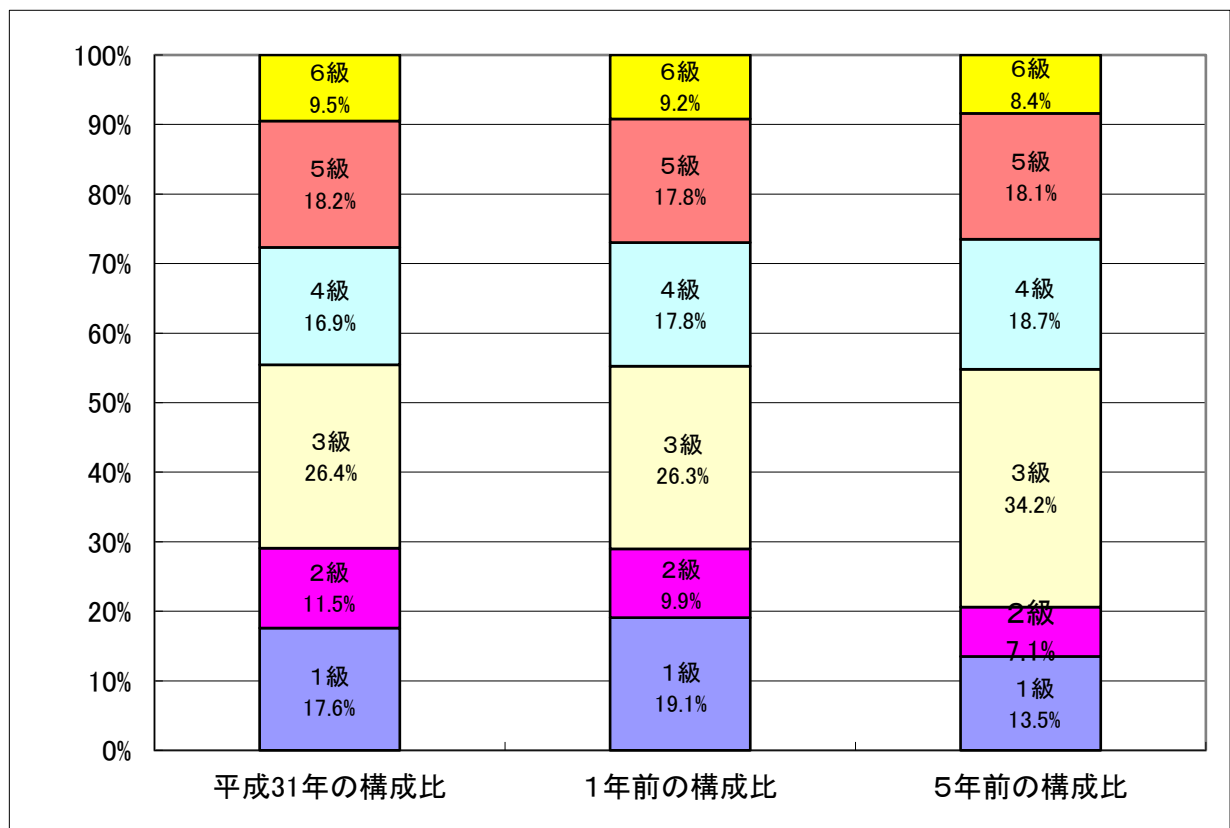 100%
90%
80%
70%
60%
50%
40%
30%
20%
10%
0%
６級
9.5%
５級
18.2%
４級
16.9%
３級
26.4%
２級
11.5%
１級
17.6%
６級
9.2%
５級
17.8%
４級
17.8%
３級
26.3%
２級
9.9%
１級
19.1%
６級
8.4%
５級
18.1%
４級
18.7%
３級
34.2%
２級
7.1%
１級
13.5%
平成31年の構成比
１年前の構成比
５年前の構成比